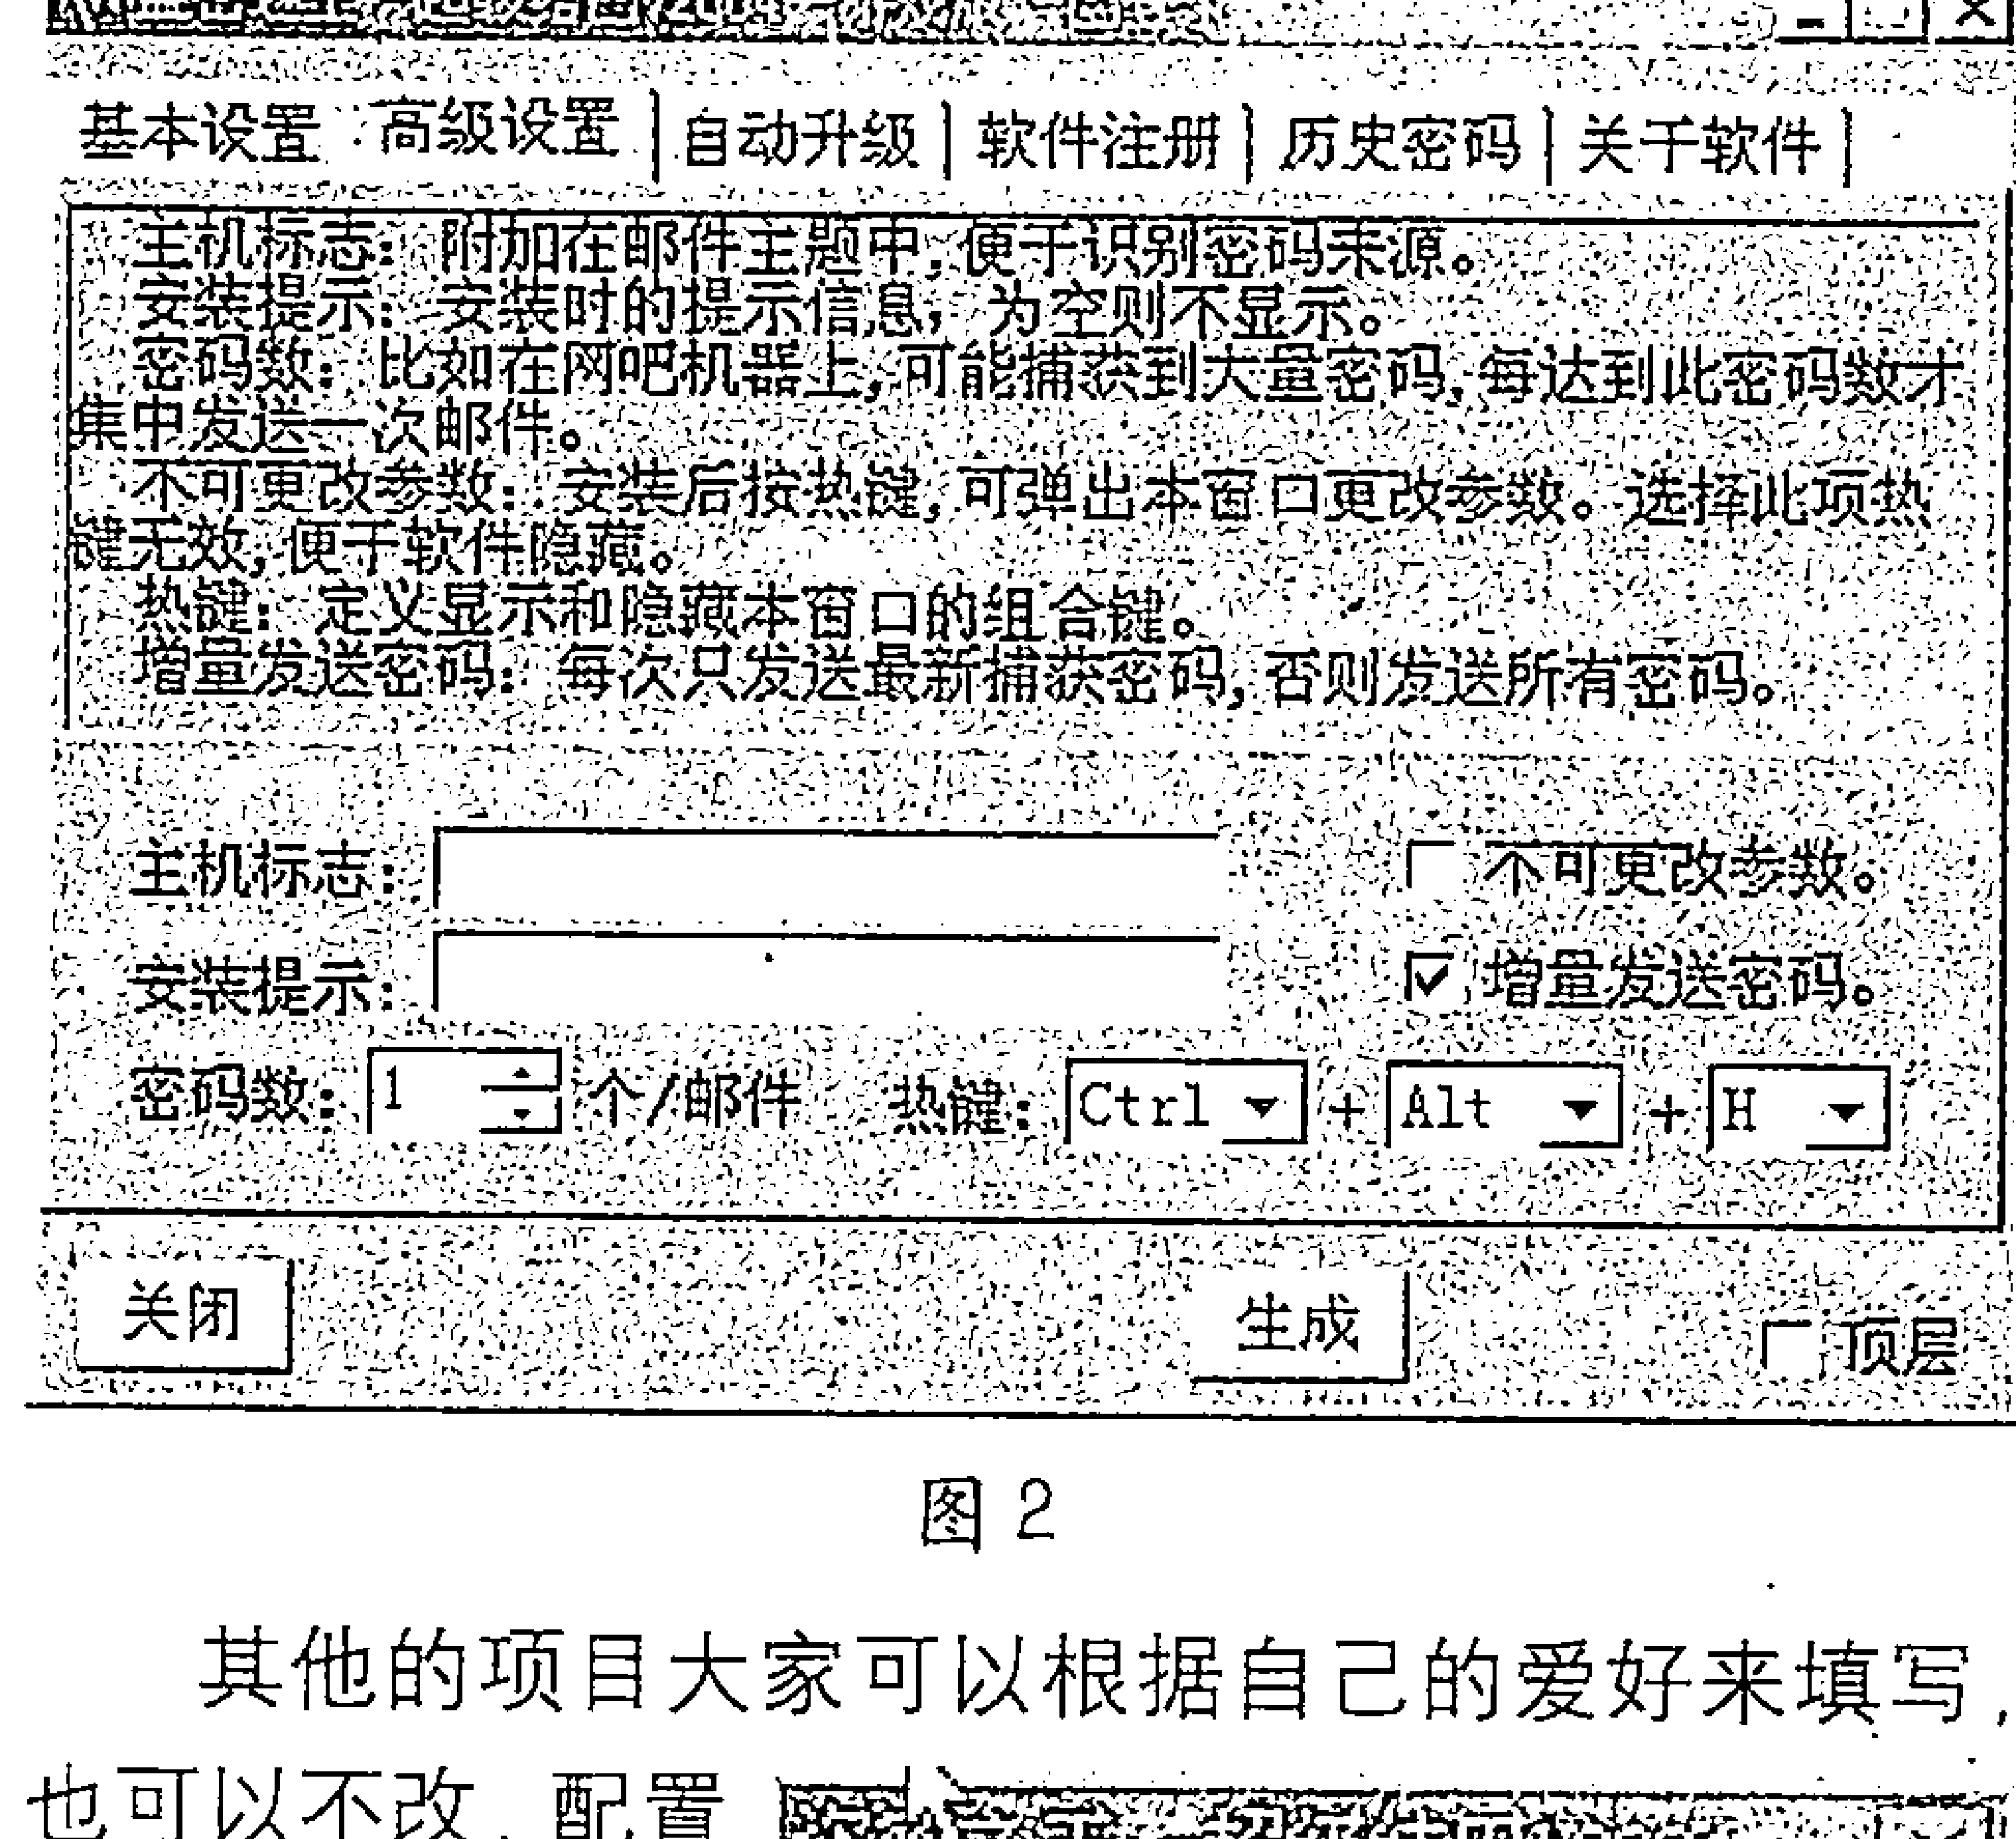 基本设置 高级设置 自动升级 软件注册 历史密码 关于软件
主机标志: 附加在邮件主题中,便于识别密码来源。
安装提示: 安装时的提示信息, 为空则不显示。
密码数: 比如在网吧机器上,可能捕获到大量密码,每达到此密码数才
集中发送一次邮件。
不可更改参数: 安装后按热键,可弹出本窗口更改参数。选择此项热
键无效,便于软件隐藏。
热键: 定义显示和隐藏本窗口的组合键。
增量发送密码: 每次只发送最新捕获密码,否则发送所有密码。
主机标志: 不可更改参数。
安装提示: 增量发送密码。
密码数: 1 个/邮件 热键: Ctrl + Alt + H
关闭 生成 顶层
图 2
其他的项目大家可以根据自己的爱好来填写,
也可以不改, 配置